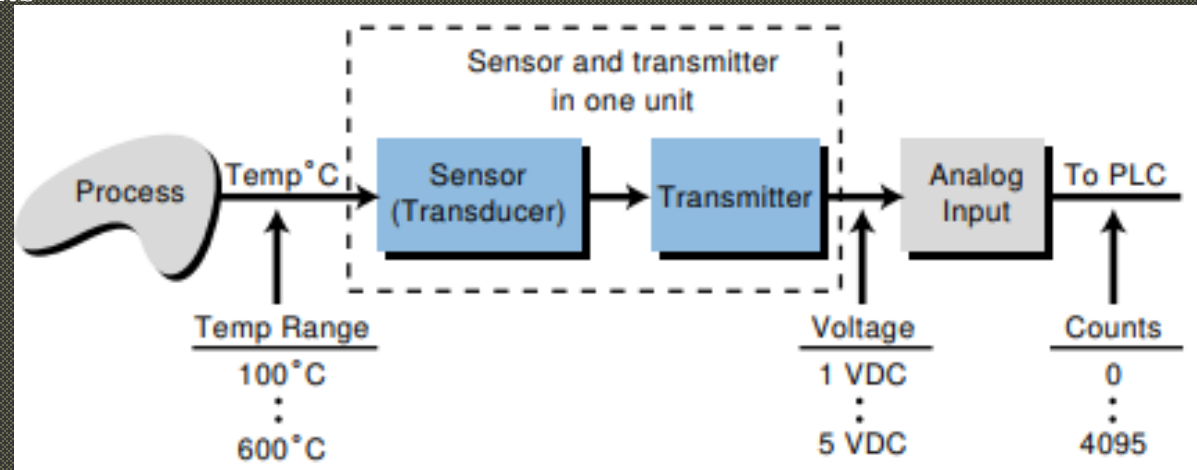 Sensor and transmitter
in one unit
Process
Temp°C
Sensor
(Transducer)
Transmitter
Analog
Input
To PLC
Temp Range
100°C
:
600°C
Voltage
1 VDC
:
5 VDC
Counts
0
:
4095